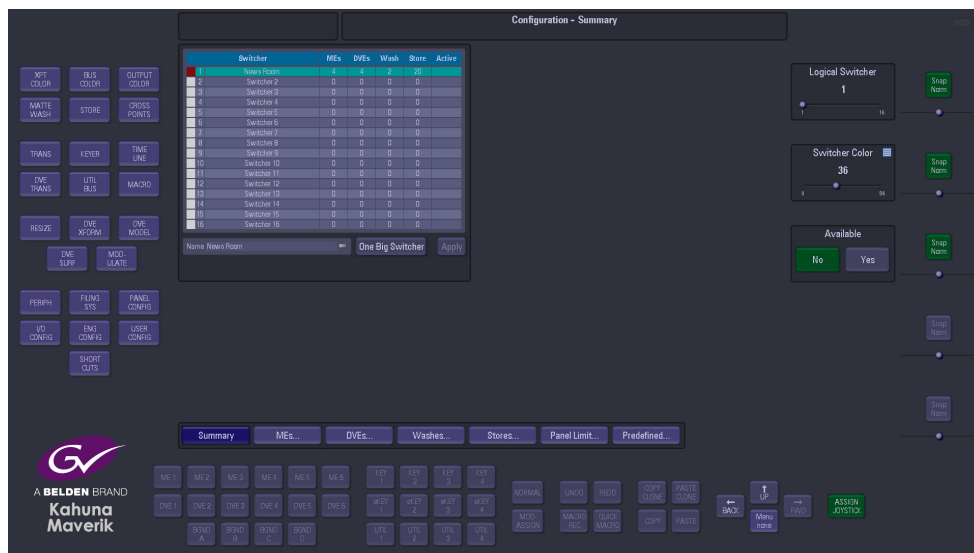 Configuration - Summary
Switcher MEs DVEs Wash Store Active
1 News Room 4 4 2 20
2 Switcher 2 0 0 0 0
3 Switcher 3 0 0 0 0
4 Switcher 4 0 0 0 0
5 Switcher 5 0 0 0 0
6 Switcher 6 0 0 0 0
7 Switcher 7 0 0 0 0
8 Switcher 8 0 0 0 0
9 Switcher 9 0 0 0 0
10 Switcher 10 0 0 0 0
11 Switcher 11 0 0 0 0
12 Switcher 12 0 0 0 0
13 Switcher 13 0 0 0 0
14 Switcher 14 0 0 0 0
15 Switcher 15 0 0 0 0
16 Switcher 16 0 0 0 0
Name News Room
One Big Switcher
Apply
XPT
COLOR
BUS
COLOR
OUTPUT
COLOR
MATTE
WASH
STORE
CROSS
POINTS
TRANS
KEYER
TIME
LINE
DVE
TRANS
UTIL
BUS
MACRO
RESIZE
DVE
XFORM
DVE
MODEL
DVE
SURF
MOD-
ULATE
PERIPH
FILING
SYS
PANEL
CONFIG
I/O
CONFIG
ENG
CONFIG
USER
CONFIG
SHORT
CUTS
Logical Switcher
1
1 16
Snap
Norm
Switcher Color
36
Snap
Norm
Available
No Yes
Snap
Norm
Snap
Norm
Snap
Norm
Summary MEs... DVEs... Washes... Stores... Panel Limit... Predefined...
GV
A BELDEN BRAND
Kahuna
Maverik
ME 1 ME 2 ME 3 ME 4 ME 5 ME 6
DVE 1 DVE 2 DVE 3 DVE 4 DVE 5 DVE 6
BGND
A
BGND
B
BGND
C
BGND
D
KEY
1
KEY
2
KEY
3
KEY
4
øKEY
1
øKEY
2
øKEY
3
øKEY
4
UTIL
1
UTIL
2
UTIL
3
UTIL
4
NORMAL
UNDO
REDO
COPY
CLONE
PASTE
CLONE
MOD-
ASSIGN
MACRO
REC
QUICK
MACRO
COPY
PASTE
BACK
UP
FWD
Menu
none
ASSIGN
JOYSTICK